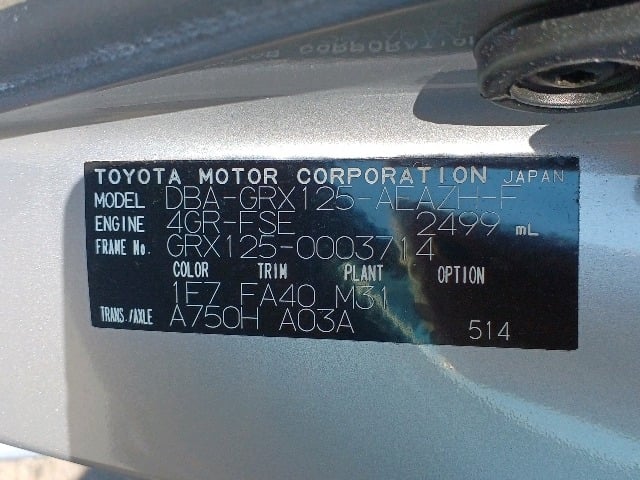 TOYOTA MOTOR CORPORATION JAPAN
MODEL DBA-GRX125-AEAZH-F
ENGINE 4GR-FSE 2499 mL
FRAME No. GRX125-0003714
COLOR TRIM PLANT OPTION
1E7 FA40 M31
TRANS./AXLE A750H A03A 514